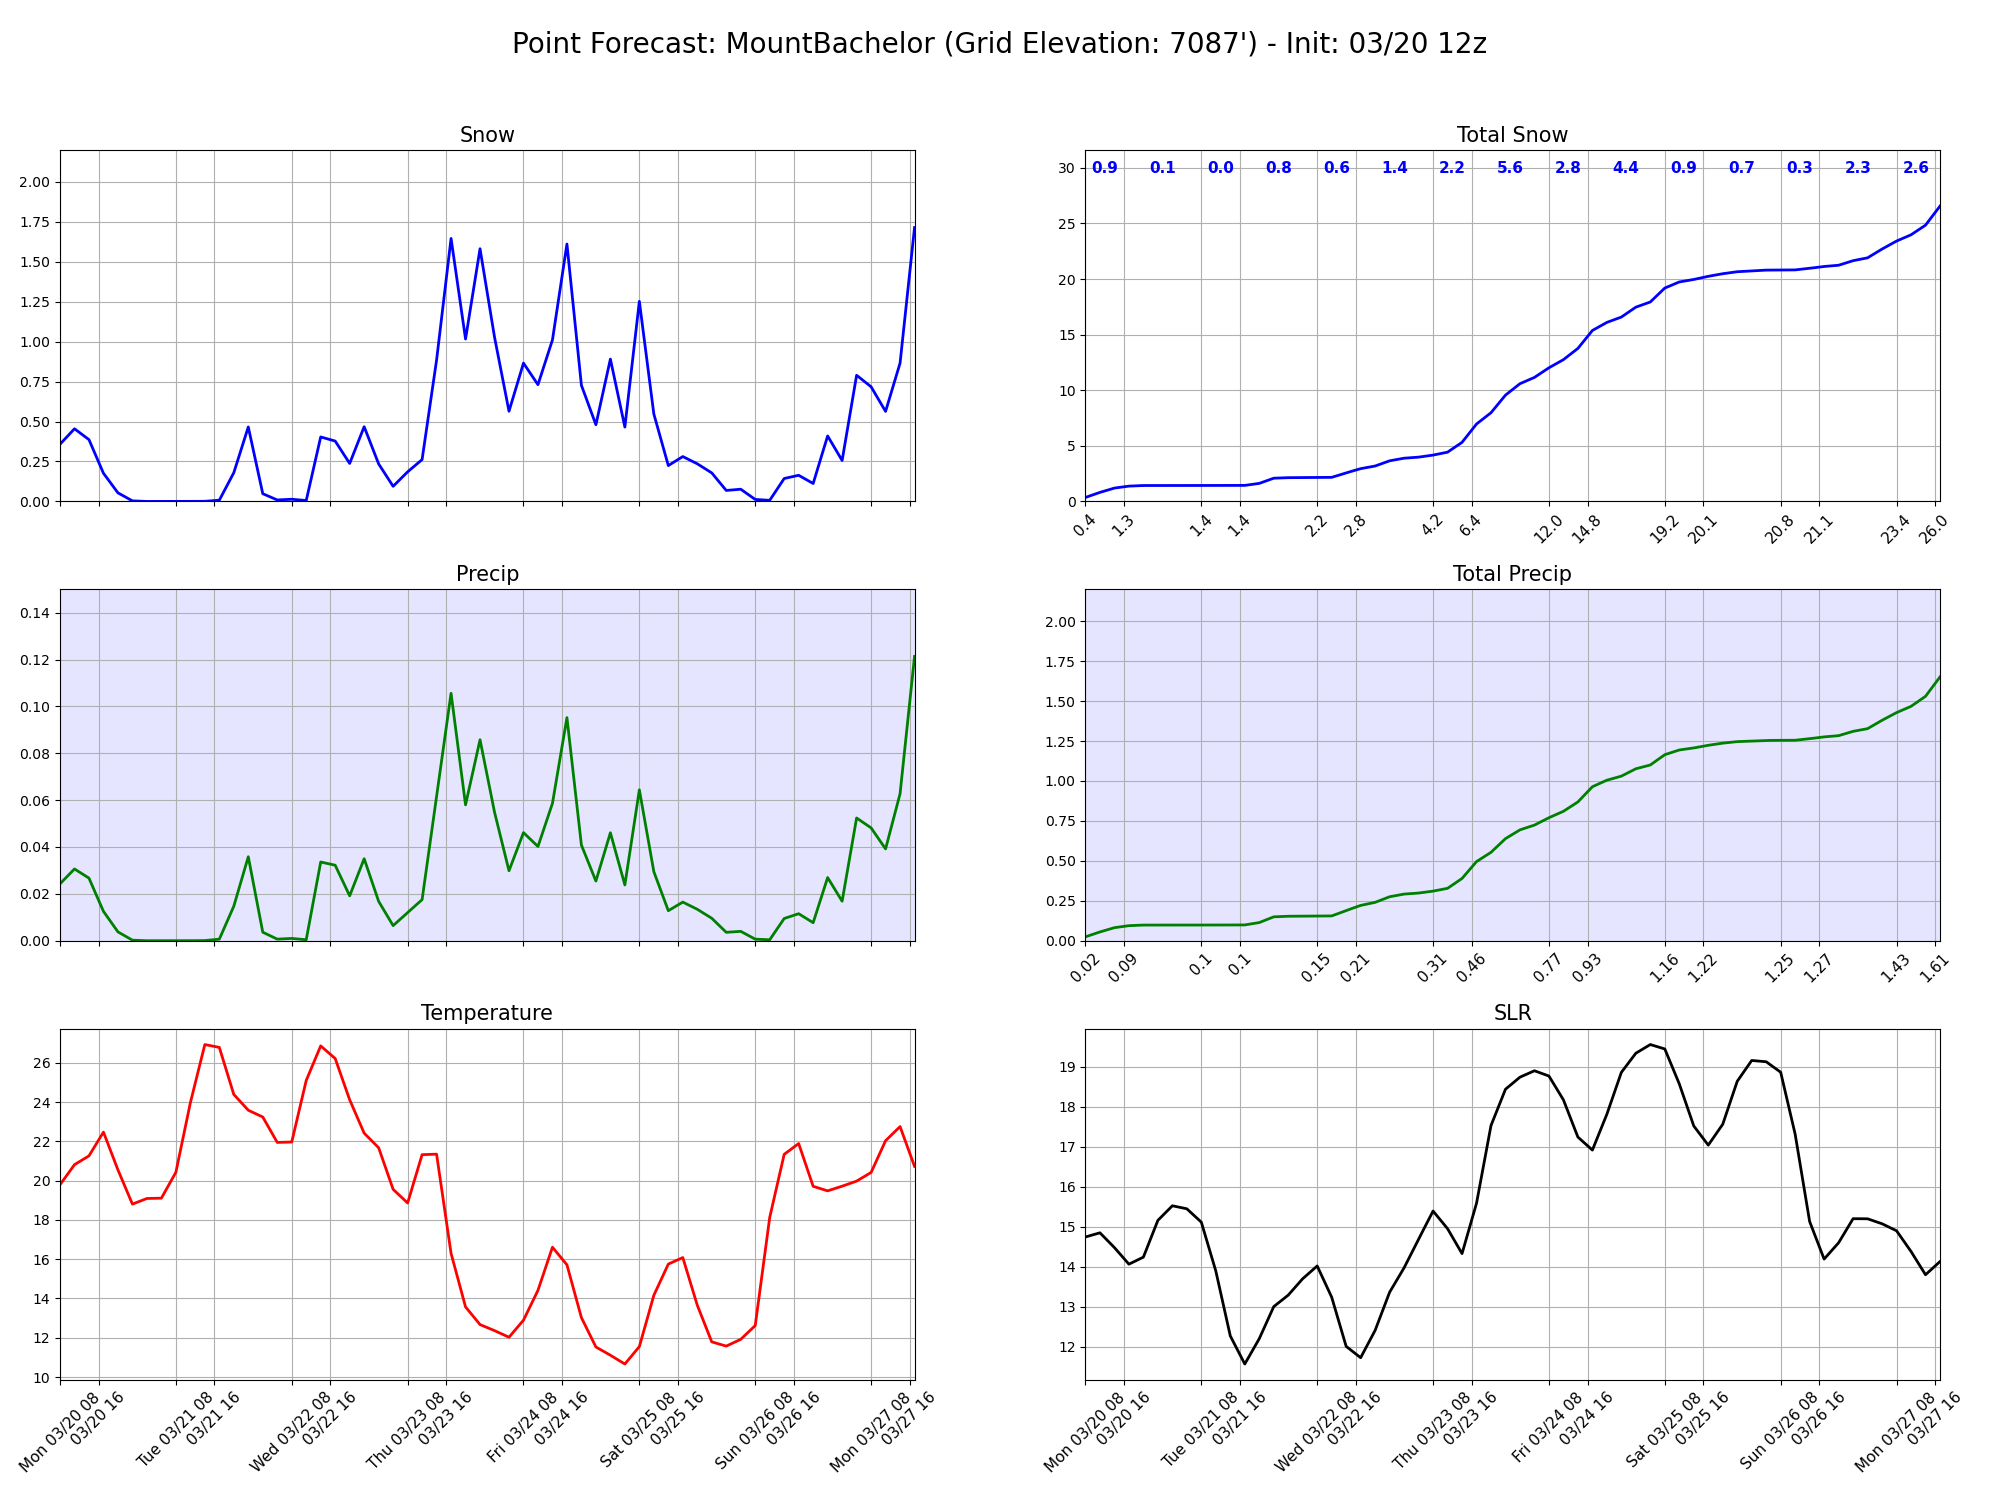 Point Forecast: MountBachelor (Grid Elevation: 7087') - Init: 03/20 12z
Snow
2.00
1.75
1.50
1.25
1.00
0.75
0.50
0.25
0.00
Total Snow
0.9 0.1 0.0 0.8 0.6 1.4 2.2 5.6 2.8 4.4 0.9 0.7 0.3 2.3 2.6
30
25
20
15
10
5
0
0.4 1.3 1.4 1.4 2.2 2.8 4.2 6.4 12.0 14.8 19.2 20.1 20.8 21.1 23.4 26.0
Precip
0.14
0.12
0.10
0.08
0.06
0.04
0.02
0.00
Total Precip
2.00
1.75
1.50
1.25
1.00
0.75
0.50
0.25
0.00
0.02 0.09 0.1 0.1 0.15 0.21 0.31 0.46 0.77 0.93 1.16 1.22 1.25 1.27 1.43 1.61
Temperature
26
24
22
20
18
16
14
12
10
Mon 03/20 08
03/20 16
Tue 03/21 08
03/21 16
Wed 03/22 08
03/22 16
Thu 03/23 08
03/23 16
Fri 03/24 08
03/24 16
Sat 03/25 08
03/25 16
Sun 03/26 08
03/26 16
Mon 03/27 08
03/27 16
SLR
19
18
17
16
15
14
13
12
Mon 03/20 08
03/20 16
Tue 03/21 08
03/21 16
Wed 03/22 08
03/22 16
Thu 03/23 08
03/23 16
Fri 03/24 08
03/24 16
Sat 03/25 08
03/25 16
Sun 03/26 08
03/26 16
Mon 03/27 08
03/27 16